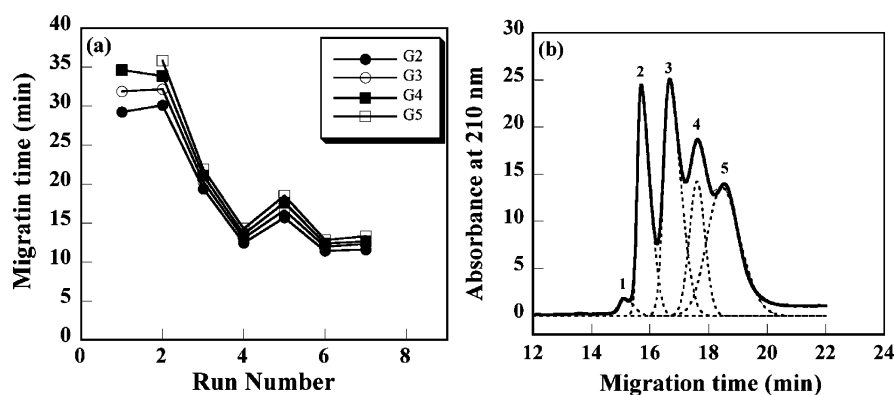 (a)
G2
G3
G4
G5
Migratin time (min)
40
35
30
25
20
15
10
5
0
0 2 4 6 8
Run Number
(b)
Absorbance at 210 nm
30
25
20
15
10
5
0
1
2
3
4
5
12 14 16 18 20 22 24
Migration time (min)